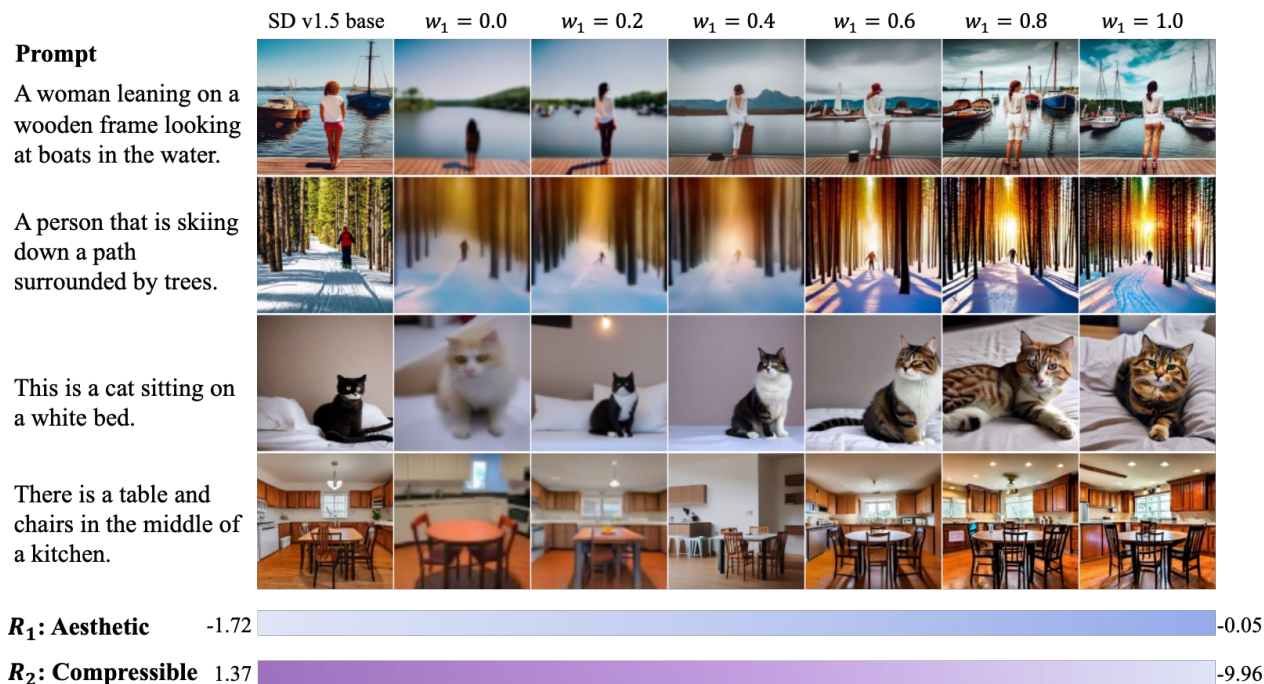 SD v1.5 base w₁ = 0.0 w₁ = 0.2 w₁ = 0.4 w₁ = 0.6 w₁ = 0.8 w₁ = 1.0
Prompt
A woman leaning on a
wooden frame looking
at boats in the water.
A person that is skiing
down a path
surrounded by trees.
This is a cat sitting on
a white bed.
There is a table and
chairs in the middle of
a kitchen.
R₁: Aesthetic -1.72 -0.05
R₂: Compressible 1.37 -9.96